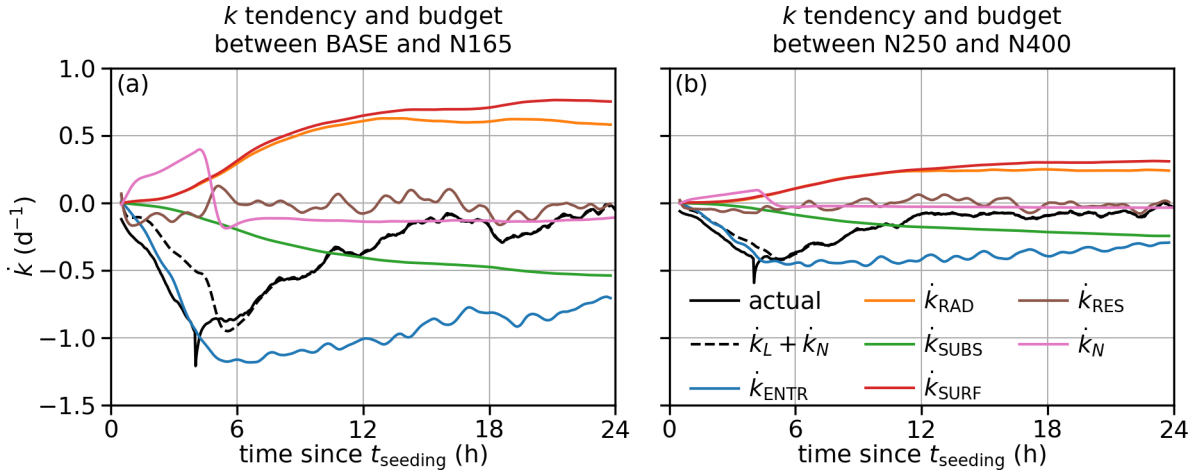 k tendency and budget
between BASE and N165
k tendency and budget
between N250 and N400
(a)
(b)
1.0
0.5
0.0
−0.5
−1.0
−1.5
k̇ (d⁻¹)
actual
k̇_L + k̇_N
k̇_ENTR
k̇_RAD
k̇_SUBS
k̇_SURF
k̇_RES
k̇_N
0 6 12 18 24
0 6 12 18 24
time since t_seeding (h)
time since t_seeding (h)